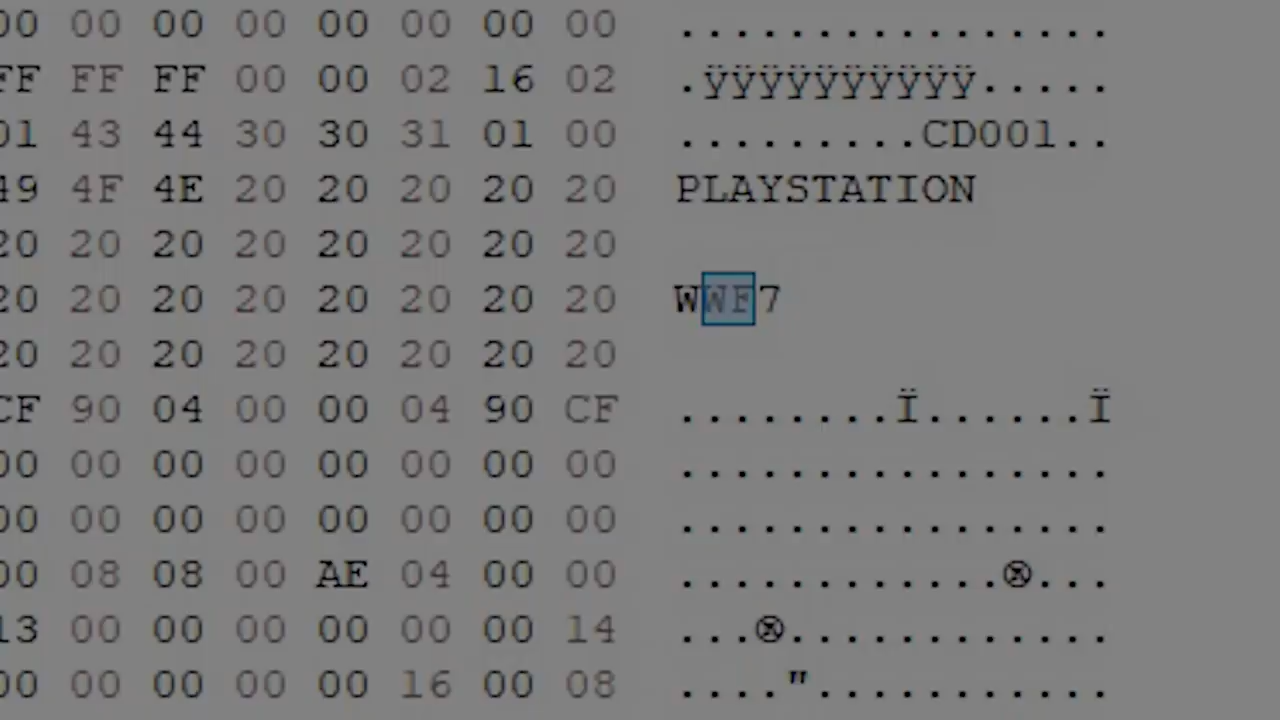 00 00 00 00 00 00 00 00 ................
FF FF FF 00 00 02 16 02 .ÿÿÿÿÿÿÿÿÿÿ.....
01 43 44 30 30 31 01 00 .........CD001..
49 4F 4E 20 20 20 20 20 PLAYSTATION
20 20 20 20 20 20 20 20
20 20 20 20 20 20 20 20 WWF7
20 20 20 20 20 20 20 20
CF 90 04 00 00 04 90 CF ........Ï......Ï
00 00 00 00 00 00 00 00 ................
00 00 00 00 00 00 00 00 ................
00 08 08 00 AE 04 00 00 ............®...
13 00 00 00 00 00 00 14 ...®............
00 00 00 00 00 16 00 08 ...."...........